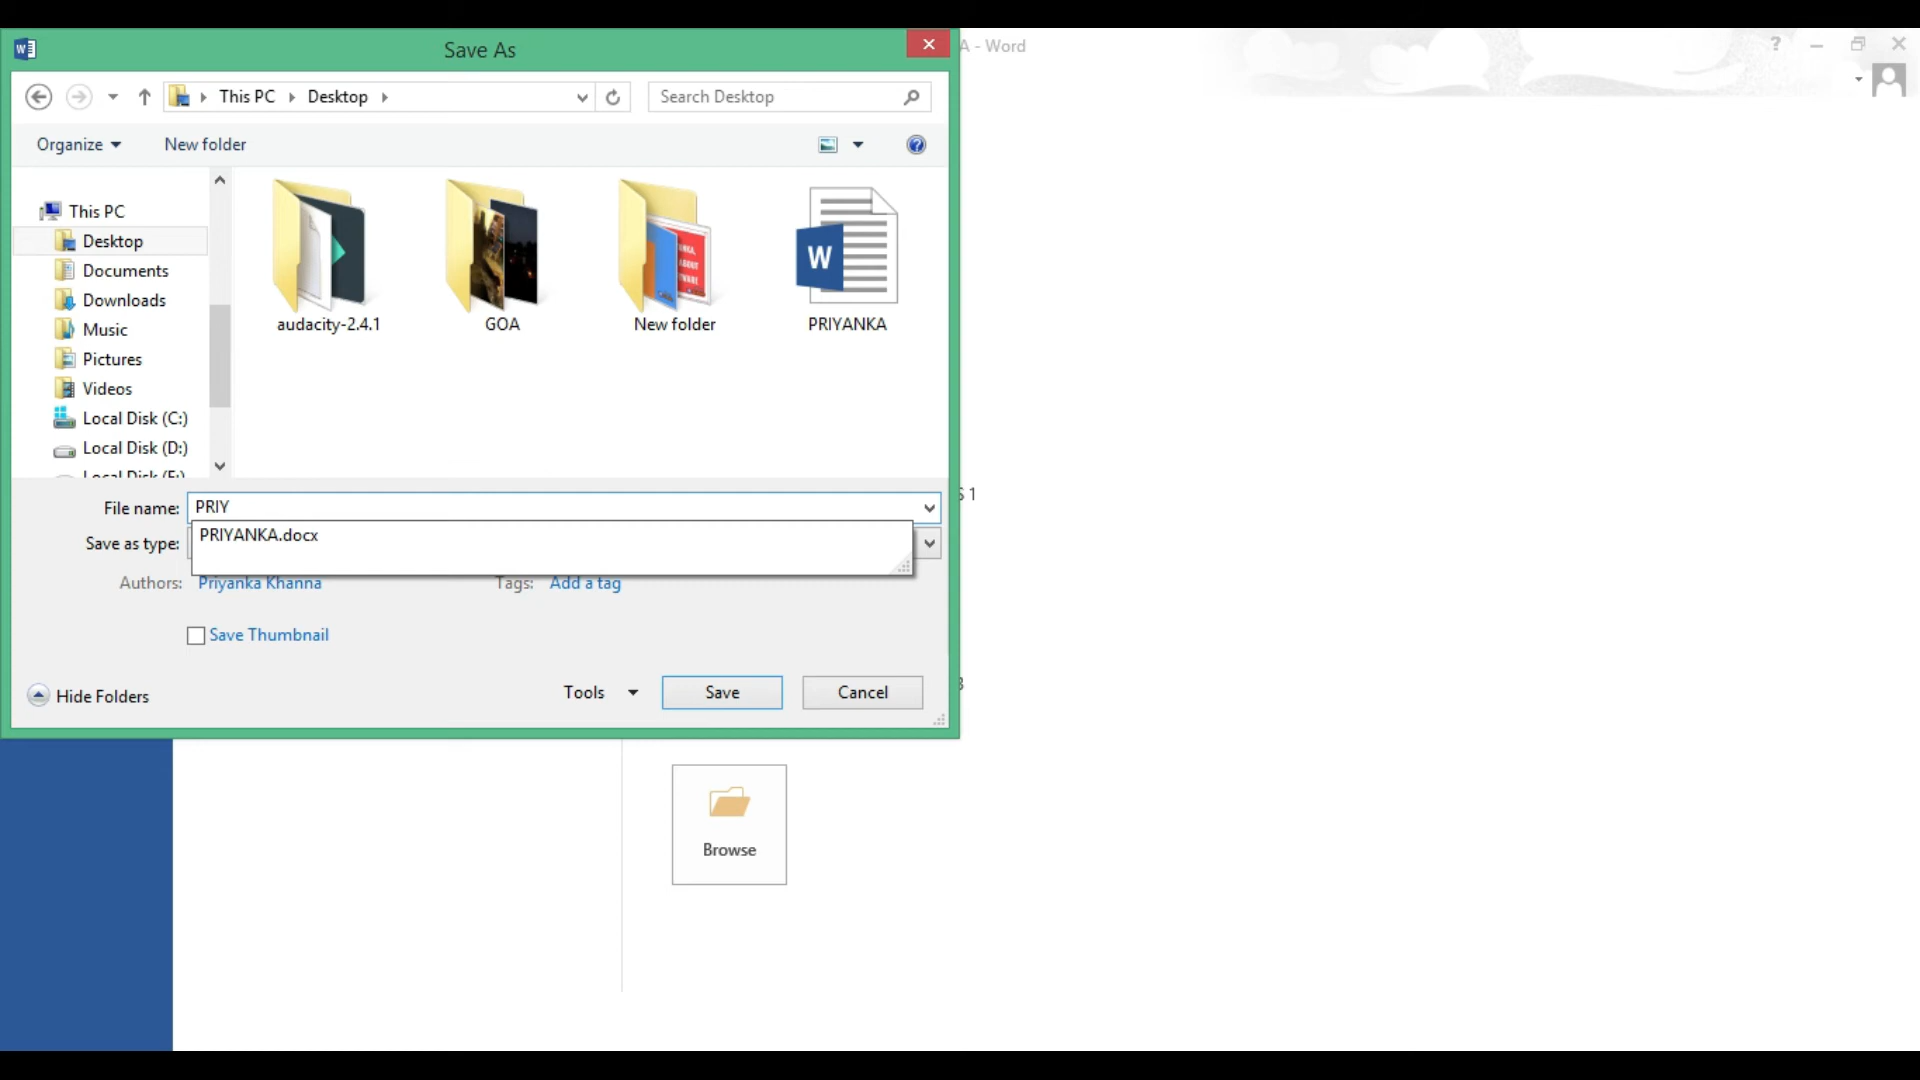 Save As
A - Word
This PC
Desktop
Search Desktop
Organize
New folder
This PC
Desktop
Documents
Downloads
Music
Pictures
Videos
Local Disk (C:)
Local Disk (D:)
audacity-2.4.1
GOA
New folder
PRIYANKA
W
File name: PRIY
PRIYANKA.docx
Save as type:
Authors: Priyanka Khanna
Tags: Add a tag
Save Thumbnail
Hide Folders
Tools
Save
Cancel
S 1
Browse